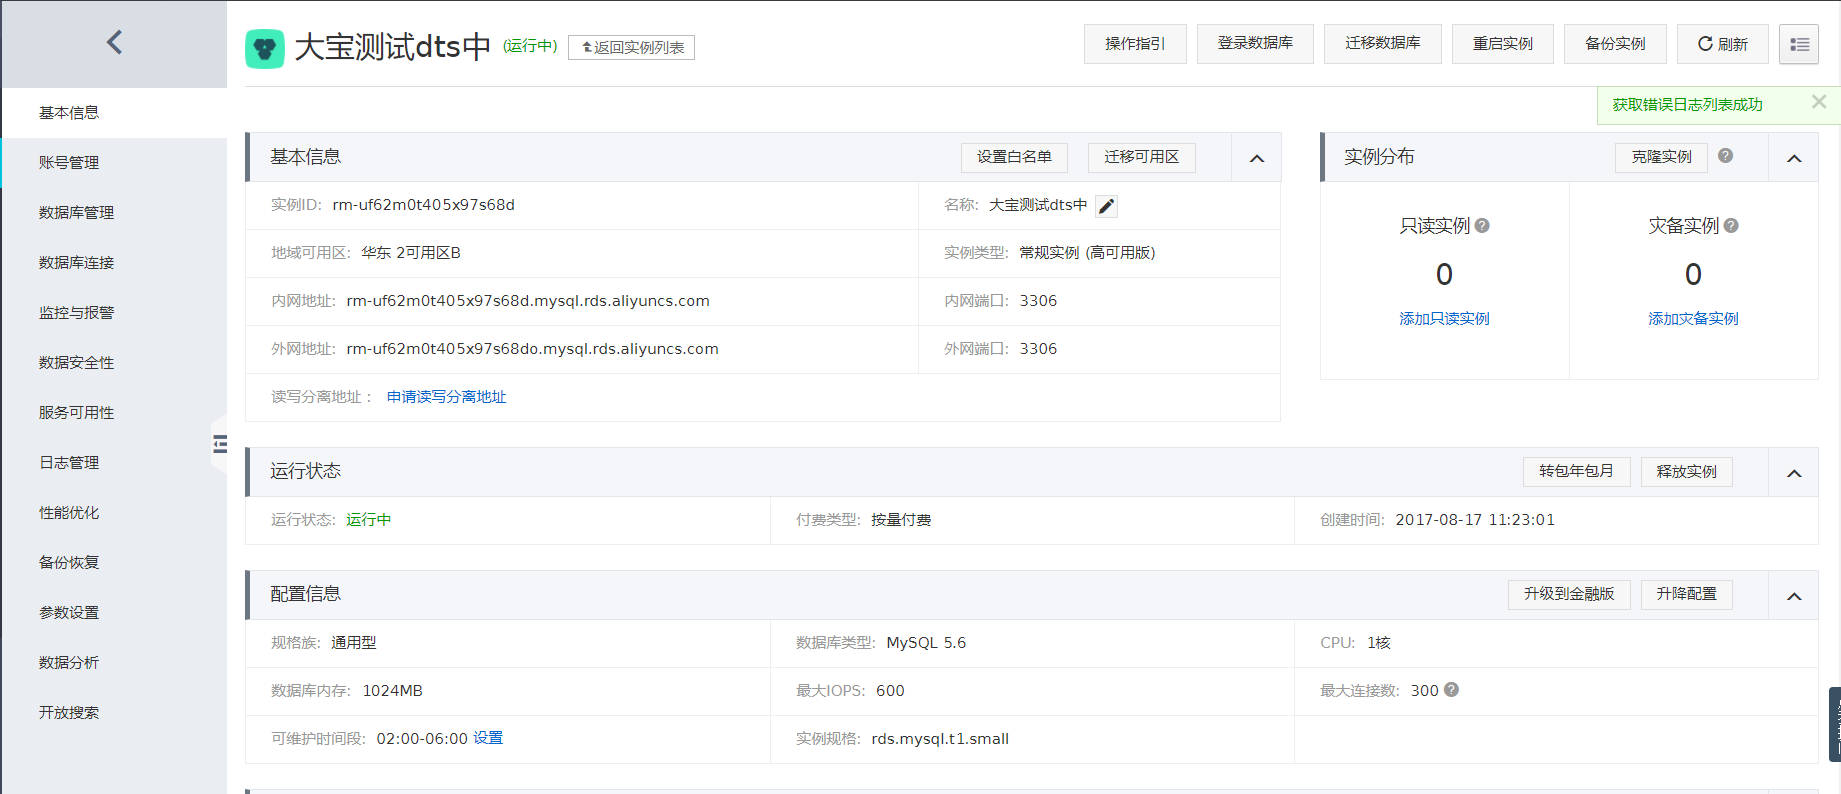 大宝测试dts中 (运行中) 返回实例列表
操作指引 登录数据库 迁移数据库 重启实例 备份实例 刷新
获取错误日志列表成功
基本信息
账号管理
数据库管理
数据库连接
监控与报警
数据安全性
服务可用性
日志管理
性能优化
备份恢复
参数设置
数据分析
开放搜索
基本信息 设置白名单 迁移可用区
实例ID: rm-uf62m0t405x97s68d 名称: 大宝测试dts中
地域可用区: 华东 2可用区B 实例类型: 常规实例 (高可用版)
内网地址: rm-uf62m0t405x97s68d.mysql.rds.aliyuncs.com 内网端口: 3306
外网地址: rm-uf62m0t405x97s68do.mysql.rds.aliyuncs.com 外网端口: 3306
读写分离地址： 申请读写分离地址
实例分布 克隆实例
只读实例 灾备实例
0 0
添加只读实例 添加灾备实例
运行状态 转包年包月 释放实例
运行状态: 运行中 付费类型: 按量付费 创建时间: 2017-08-17 11:23:01
配置信息 升级到金融版 升降配置
规格族: 通用型 数据库类型: MySQL 5.6 CPU: 1核
数据库内存: 1024MB 最大IOPS: 600 最大连接数: 300
可维护时间段: 02:00-06:00 设置 实例规格: rds.mysql.t1.small